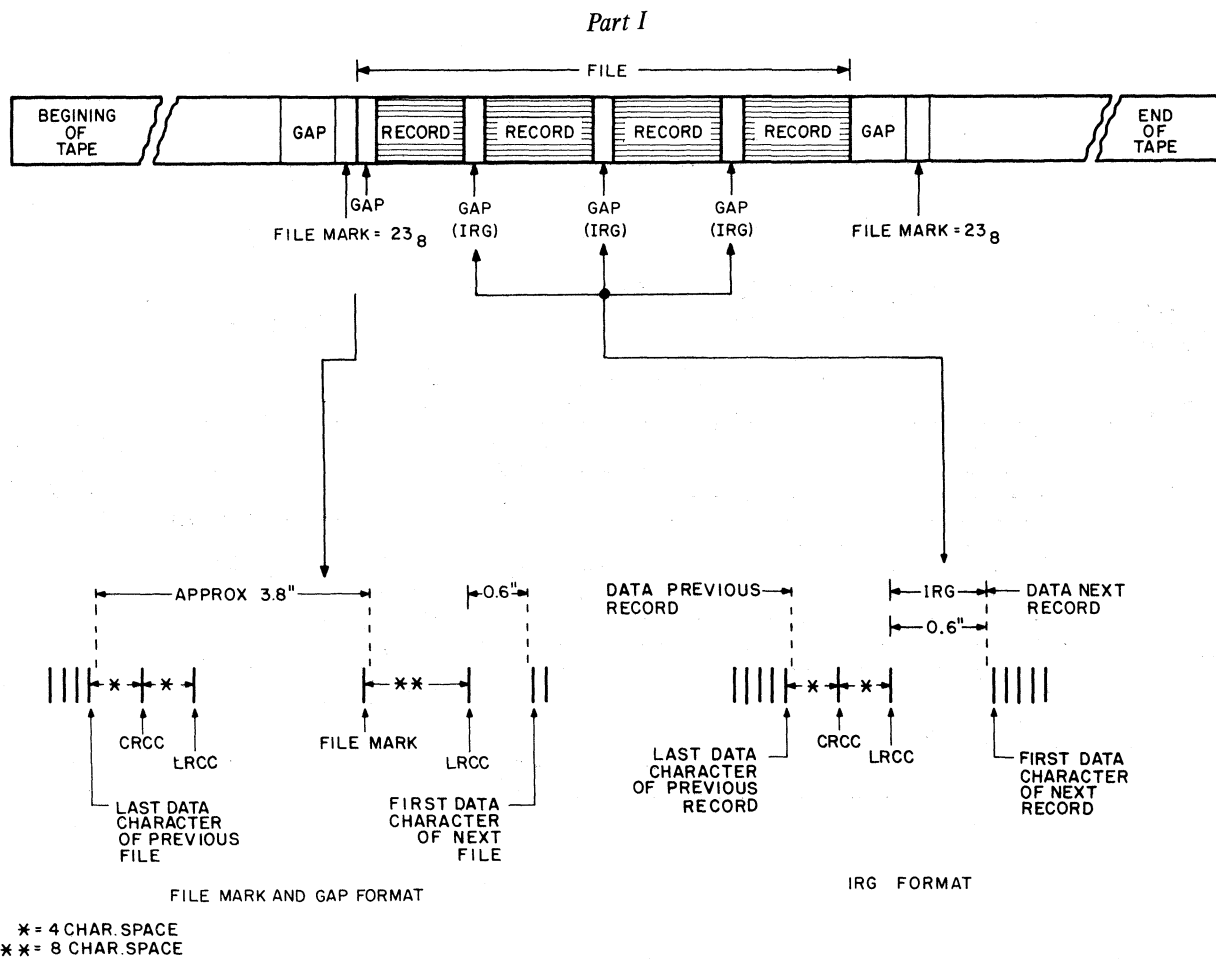 Part I
FILE
BEGINING
OF
TAPE
GAP
RECORD
RECORD
RECORD
RECORD
GAP
END
OF
TAPE
GAP
FILE MARK = 23₈
GAP
(IRG)
GAP
(IRG)
GAP
(IRG)
FILE MARK = 23₈
APPROX 3.8"
0.6"
DATA PREVIOUS
RECORD
IRG
DATA NEXT
RECORD
0.6"
*
*
**
*
*
CRCC
LRCC
FILE MARK
LRCC
LAST DATA
CHARACTER
OF PREVIOUS
FILE
FIRST DATA
CHARACTER
OF NEXT
FILE
LAST DATA
CHARACTER
OF PREVIOUS
RECORD
CRCC
LRCC
FIRST DATA
CHARACTER
OF NEXT
RECORD
FILE MARK AND GAP FORMAT
IRG FORMAT
* = 4 CHAR. SPACE
** = 8 CHAR. SPACE